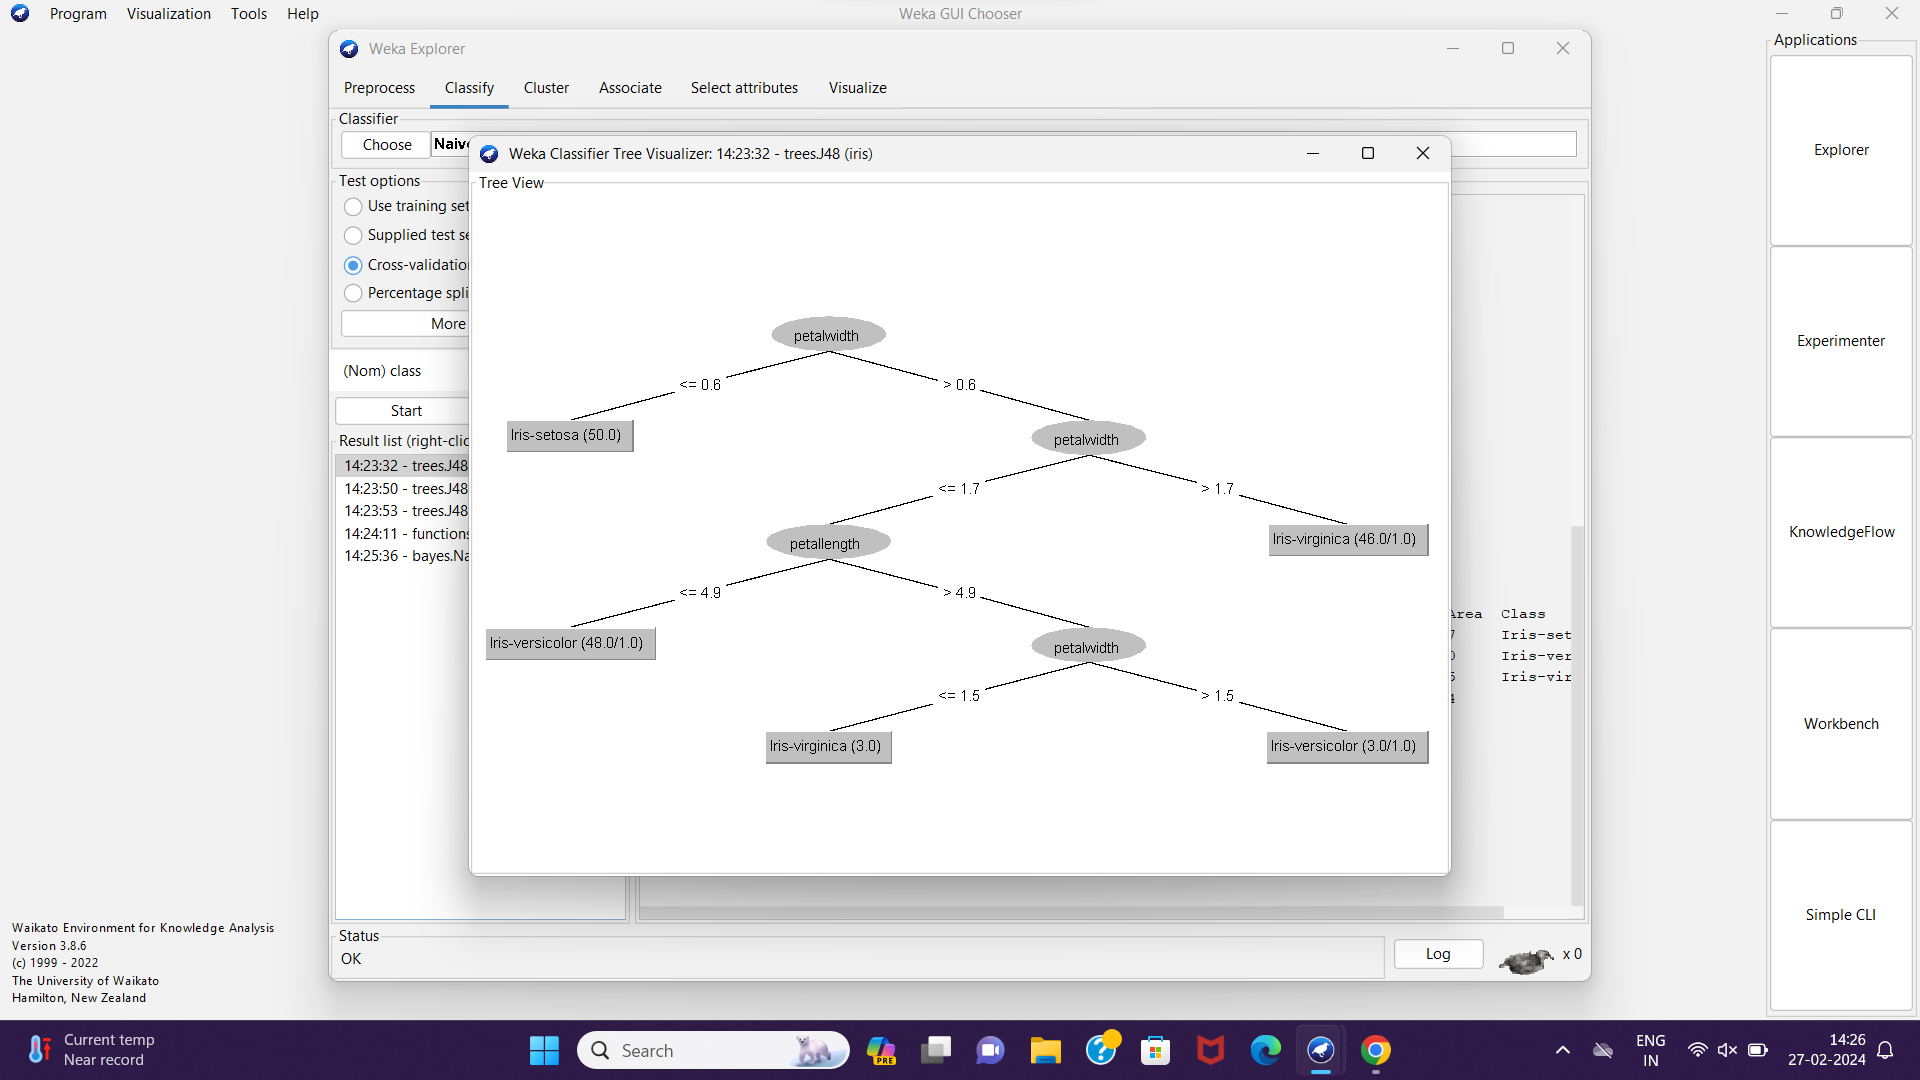 Program Visualization Tools Help
Weka GUI Chooser
Applications
Explorer
Experimenter
KnowledgeFlow
Workbench
Simple CLI
Weka Explorer
Preprocess Classify Cluster Associate Select attributes Visualize
Classifier
Choose
Test options
Use training set
Supplied test
Cross-validation
Percentage
More
(Nom) class
Start
Result list
14:23:32 - trees.J48
14:23:50 - trees.J48
14:23:53 - trees.J48
14:24:11 - functions
14:25:36 - bayes.Na
Weka Classifier Tree Visualizer: 14:23:32 - trees.J48 (iris)
Tree View
petalwidth
<= 0.6 > 0.6
Iris-setosa (50.0)
petalwidth
<= 1.7 > 1.7
petallength
Iris-virginica (46.0/1.0)
<= 4.9 > 4.9
Iris-versicolor (48.0/1.0)
petalwidth
<= 1.5 > 1.5
Iris-virginica (3.0)
Iris-versicolor (3.0/1.0)
Area Class
Iris-set
Iris-ver
Iris-vir
Status
OK
Log
x 0
Waikato Environment for Knowledge Analysis
Version 3.8.6
(c) 1999 - 2022
The University of Waikato
Hamilton, New Zealand
Current temp
Near record
Search
PRE
ENG
IN
14:26
27-02-2024